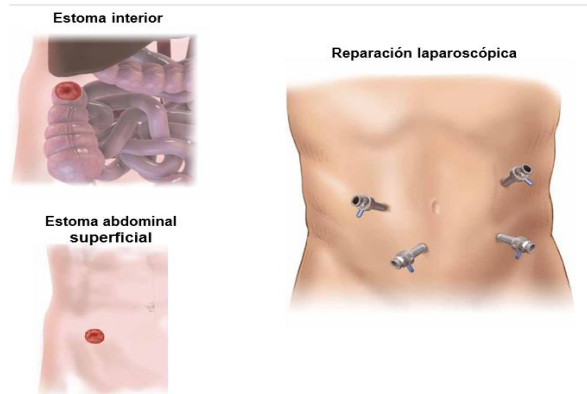 Estoma interior
Reparación laparoscópica
Estoma abdominal
superficial